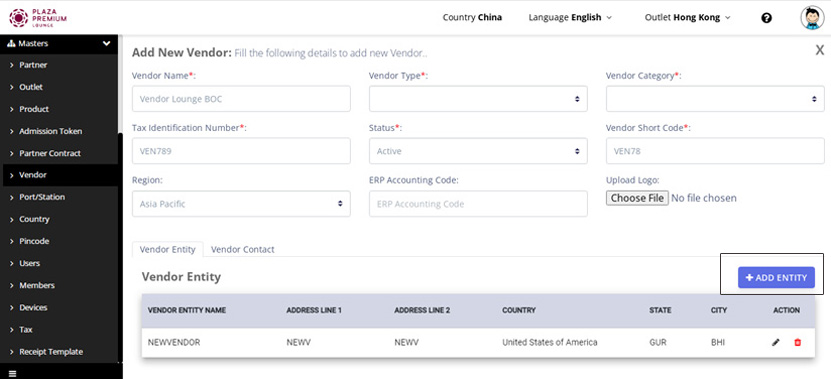 PLAZA
PREMIUM
LOUNGE
Country China
Language English
Outlet Hong Kong
?
Masters
Partner
Outlet
Product
Admission Token
Partner Contract
Vendor
Port/Station
Country
Pincode
Users
Members
Devices
Tax
Receipt Template
Add New Vendor: Fill the following details to add new Vendor..
X
Vendor Name*: Vendor Type*: Vendor Category*:
Vendor Lounge BOC
Tax Identification Number*: Status*: Vendor Short Code*:
VEN789 Active VEN78
Region: ERP Accounting Code: Upload Logo:
Asia Pacific ERP Accounting Code Choose File No file chosen
Vendor Entity Vendor Contact
Vendor Entity
+ ADD ENTITY
VENDOR ENTITY NAME ADDRESS LINE 1 ADDRESS LINE 2 COUNTRY STATE CITY ACTION
NEWVENDOR NEWV NEWV United States of America GUR BHI